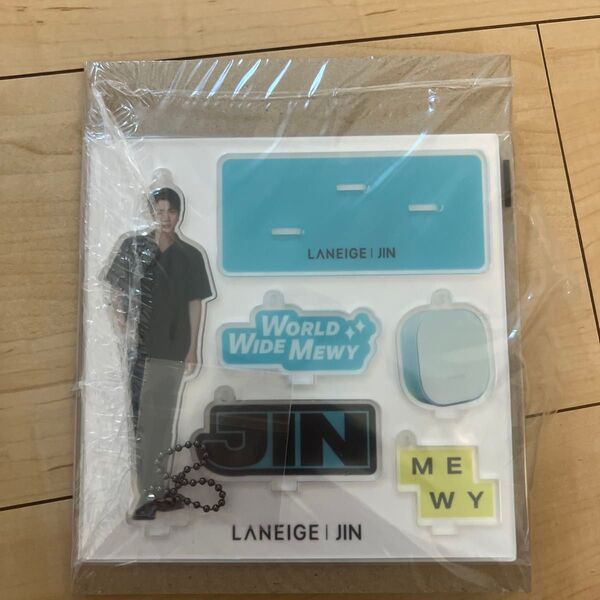 LANEIGE | JIN
WORLD
WIDE MEWY
JIN
ME
WY
LANEIGE | JIN